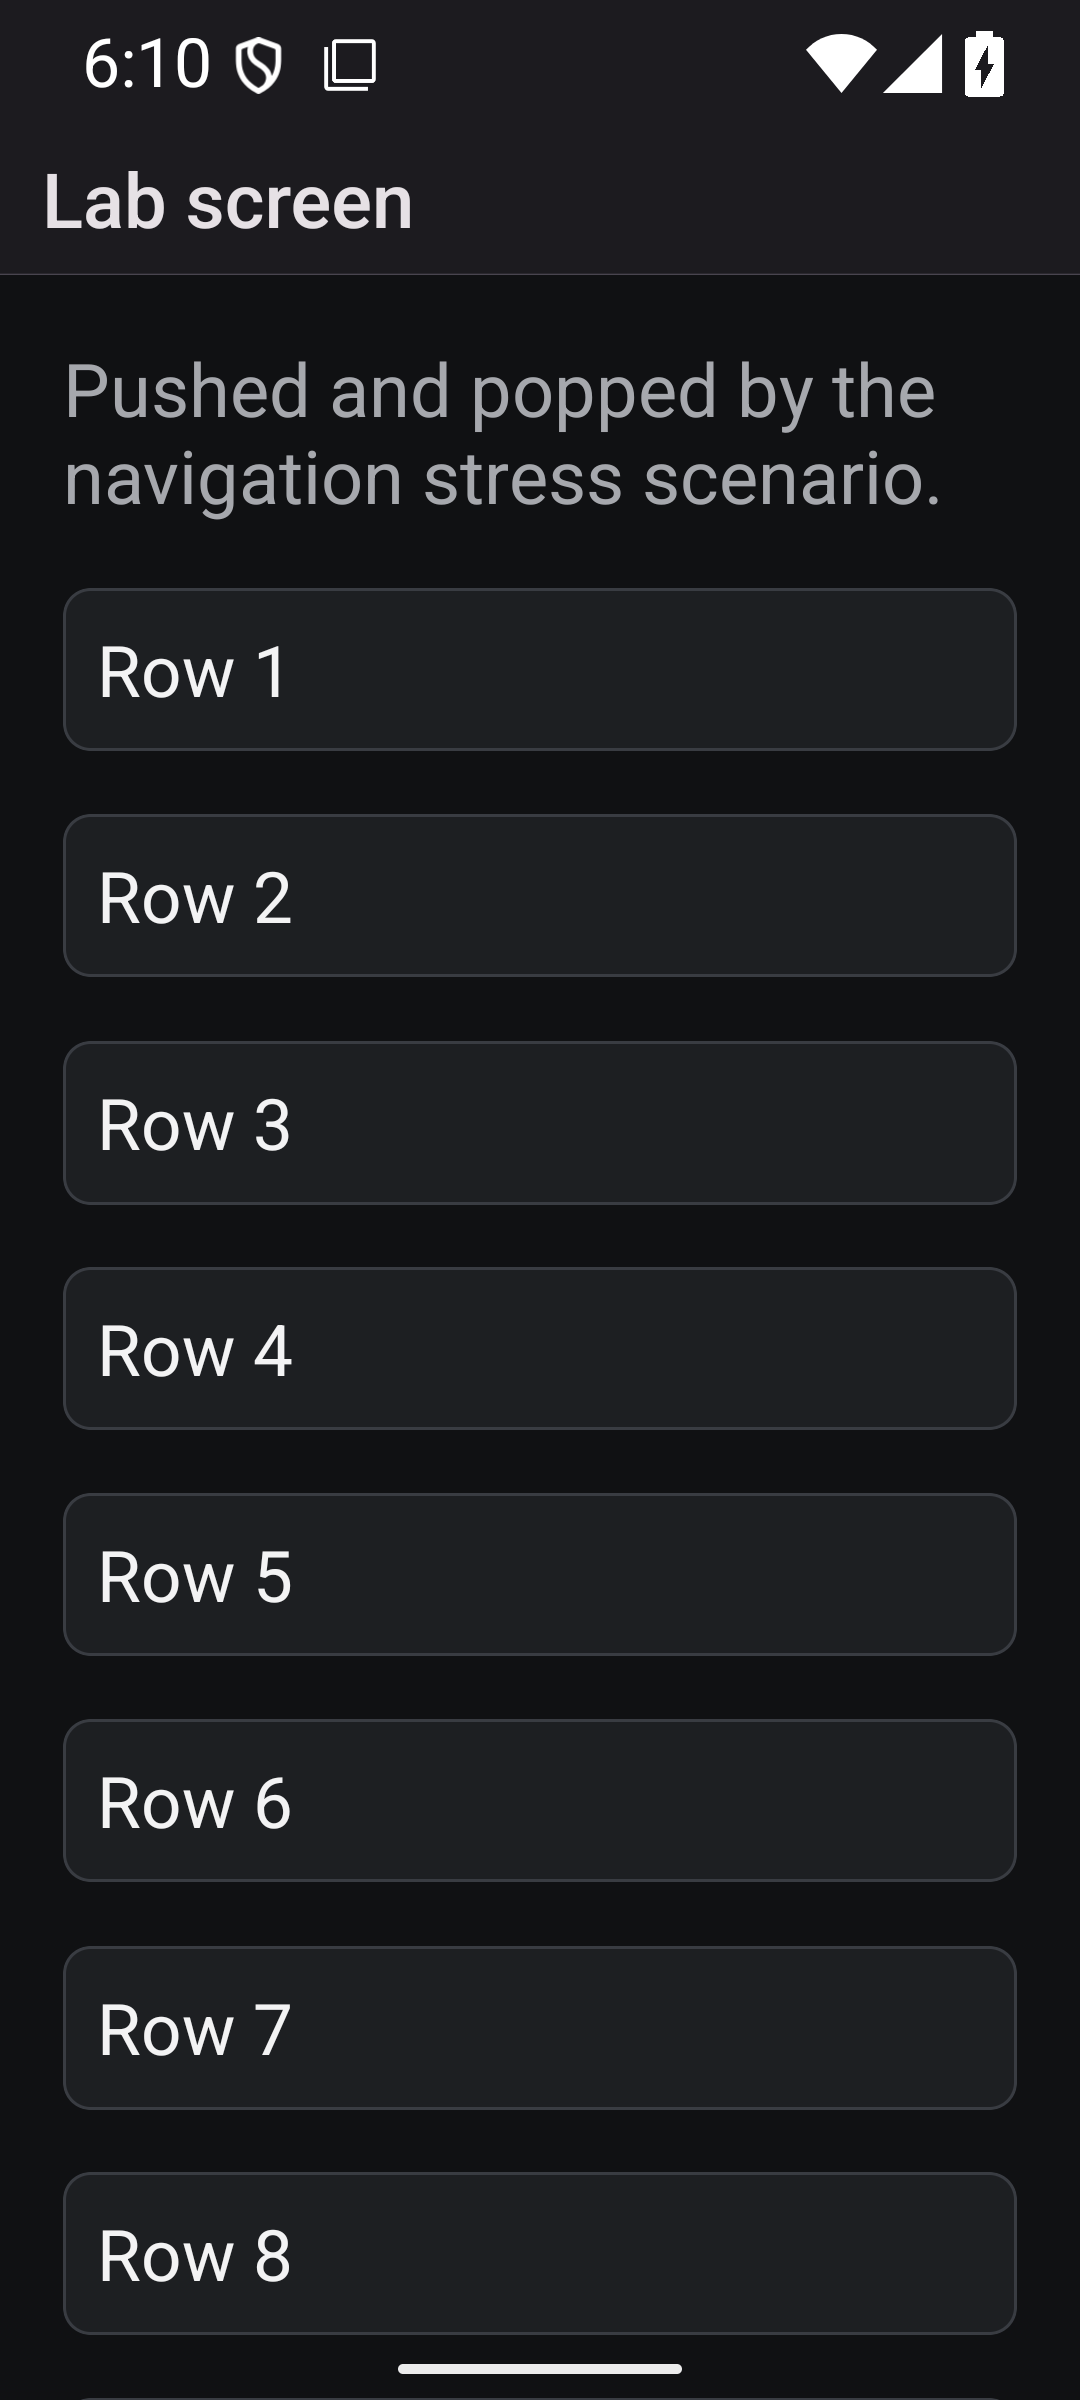 6:10
Lab screen
Pushed and popped by the
navigation stress scenario.
Row 1
Row 2
Row 3
Row 4
Row 5
Row 6
Row 7
Row 8